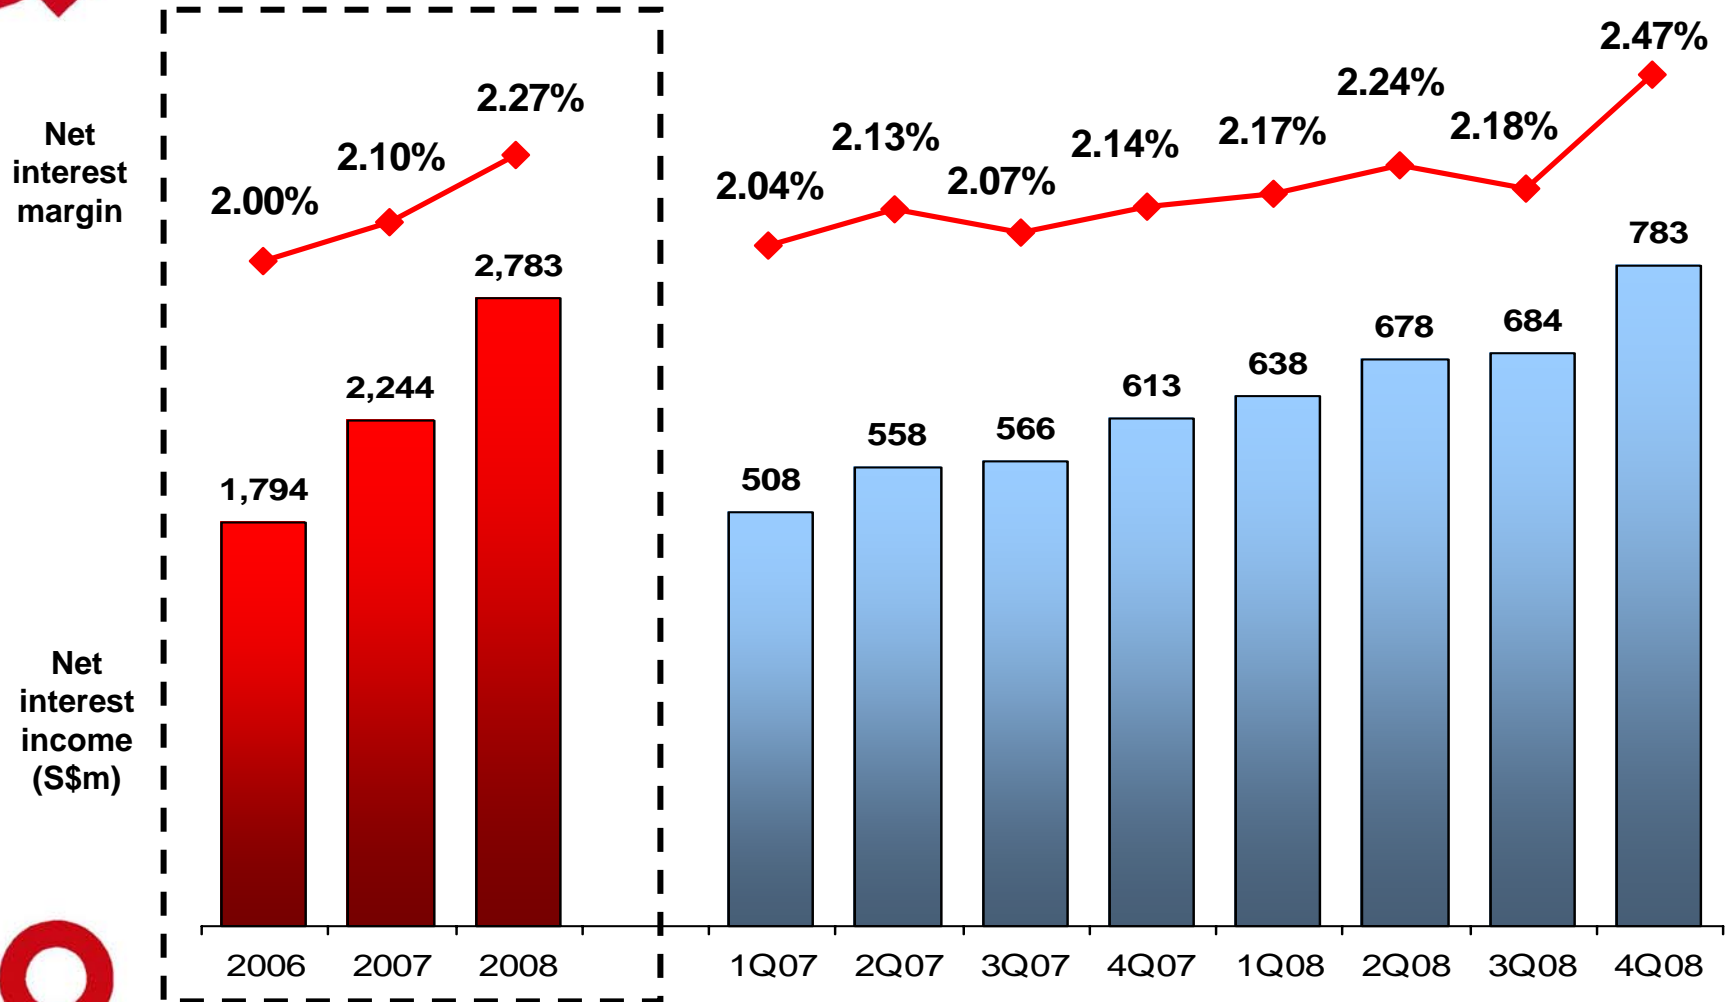 Net
interest
margin
2.00%
2.10%
2.27%
2.04%
2.13%
2.07%
2.14%
2.17%
2.24%
2.18%
2.47%
Net
interest
income
(S$m)
1,794
2,244
2,783
508
558
566
613
638
678
684
783
2006 2007 2008 1Q07 2Q07 3Q07 4Q07 1Q08 2Q08 3Q08 4Q08